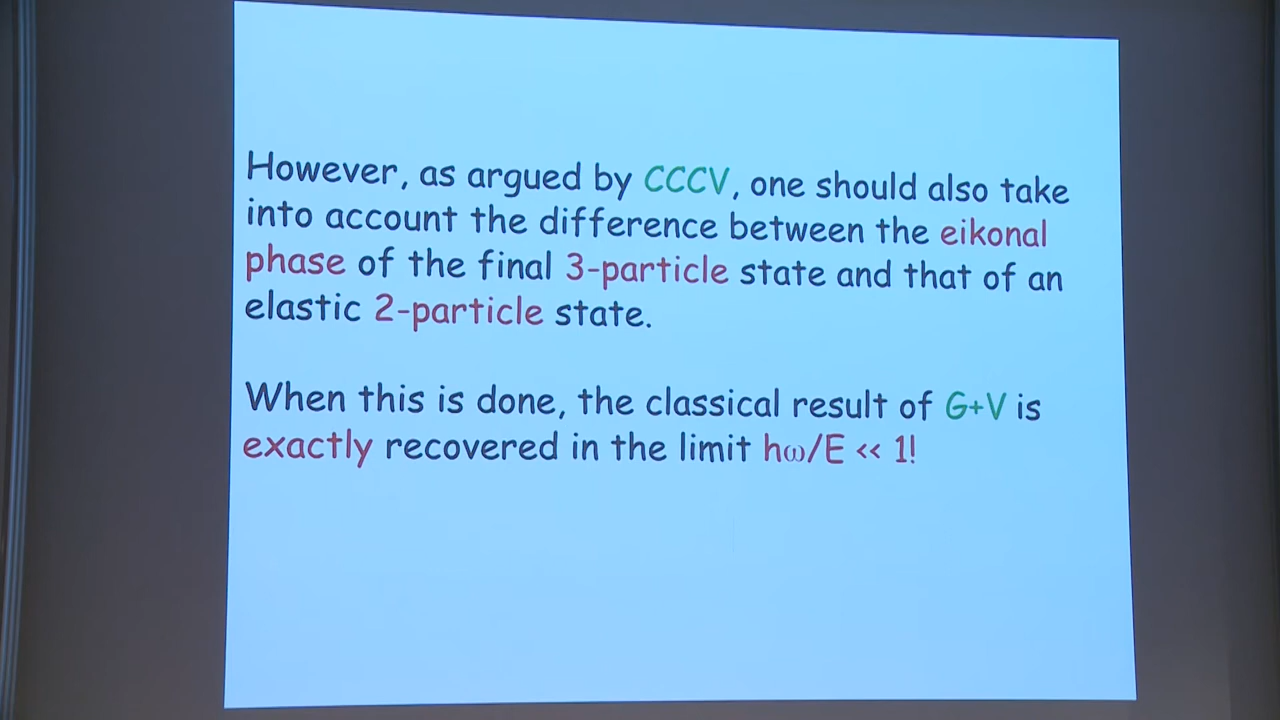 However, as argued by CCCV, one should also take
into account the difference between the eikonal
phase of the final 3-particle state and that of an
elastic 2-particle state.
When this is done, the classical result of G+V is
exactly recovered in the limit hω/E << 1!